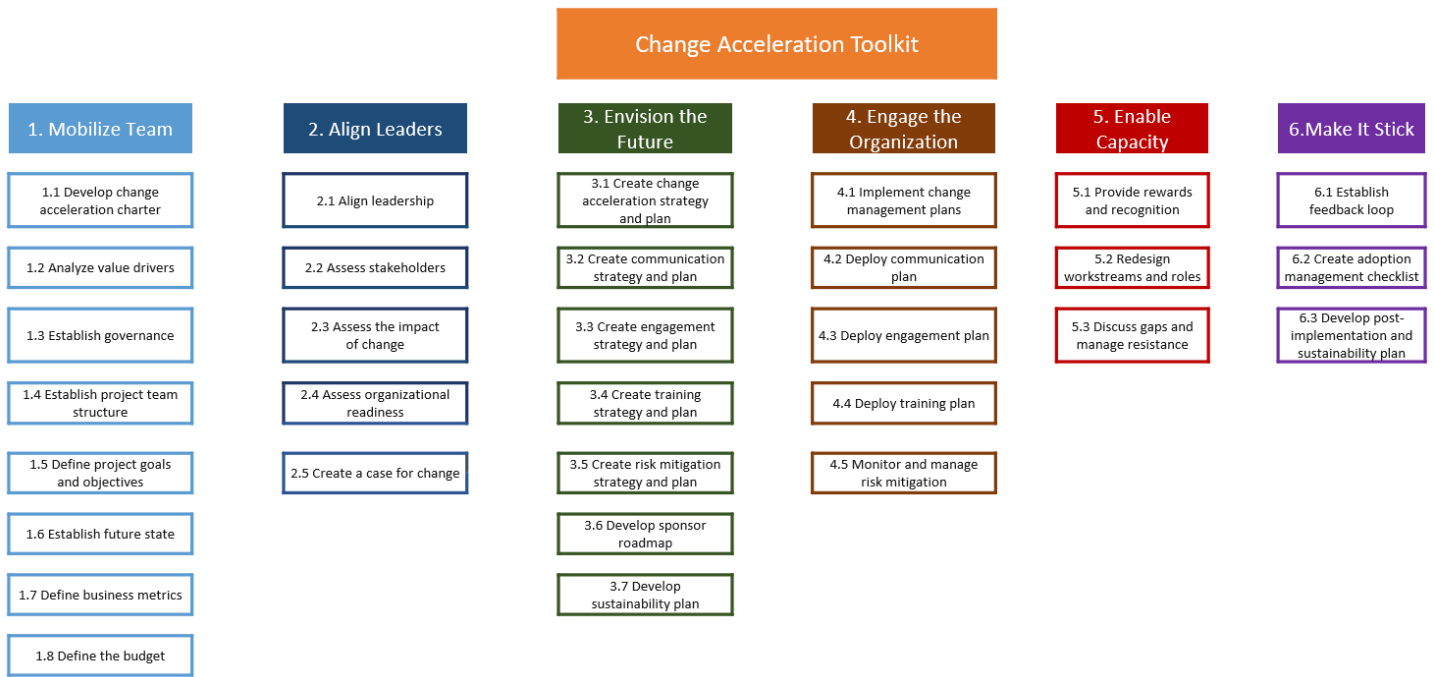 Change Acceleration Toolkit
1. Mobilize Team
1.1 Develop change
acceleration charter
1.2 Analyze value drivers
1.3 Establish governance
1.4 Establish project team
structure
1.5 Define project goals
and objectives
1.6 Establish future state
1.7 Define business metrics
1.8 Define the budget
2. Align Leaders
2.1 Align leadership
2.2 Assess stakeholders
2.3 Assess the impact
of change
2.4 Assess organizational
readiness
2.5 Create a case for change
3. Envision the
Future
3.1 Create change
acceleration strategy
and plan
3.2 Create communication
strategy and plan
3.3 Create engagement
strategy and plan
3.4 Create training
strategy and plan
3.5 Create risk mitigation
strategy and plan
3.6 Develop sponsor
roadmap
3.7 Develop
sustainability plan
4. Engage the
Organization
4.1 Implement change
management plans
4.2 Deploy communication
plan
4.3 Deploy engagement plan
4.4 Deploy training plan
4.5 Monitor and manage
risk mitigation
5. Enable
Capacity
5.1 Provide rewards
and recognition
5.2 Redesign
workstreams and roles
5.3 Discuss gaps and
manage resistance
6.Make It Stick
6.1 Establish
feedback loop
6.2 Create adoption
management checklist
6.3 Develop post-
implementation and
sustainability plan